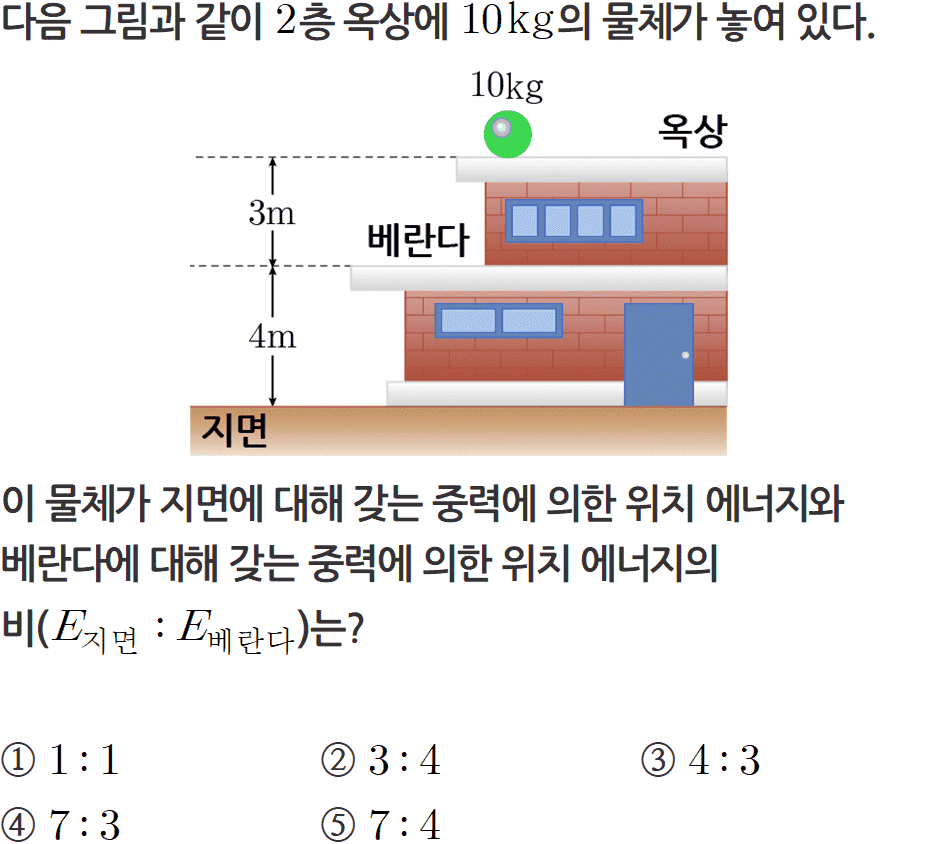 다음 그림과 같이 2층 옥상에 10kg의 물체가 놓여 있다.
10kg
옥상
3m
베란다
4m
지면
이 물체가 지면에 대해 갖는 중력에 의한 위치 에너지와
베란다에 대해 갖는 중력에 의한 위치 에너지의
비(E지면 : E베란다)는?
① 1 : 1 ② 3 : 4 ③ 4 : 3
④ 7 : 3 ⑤ 7 : 4